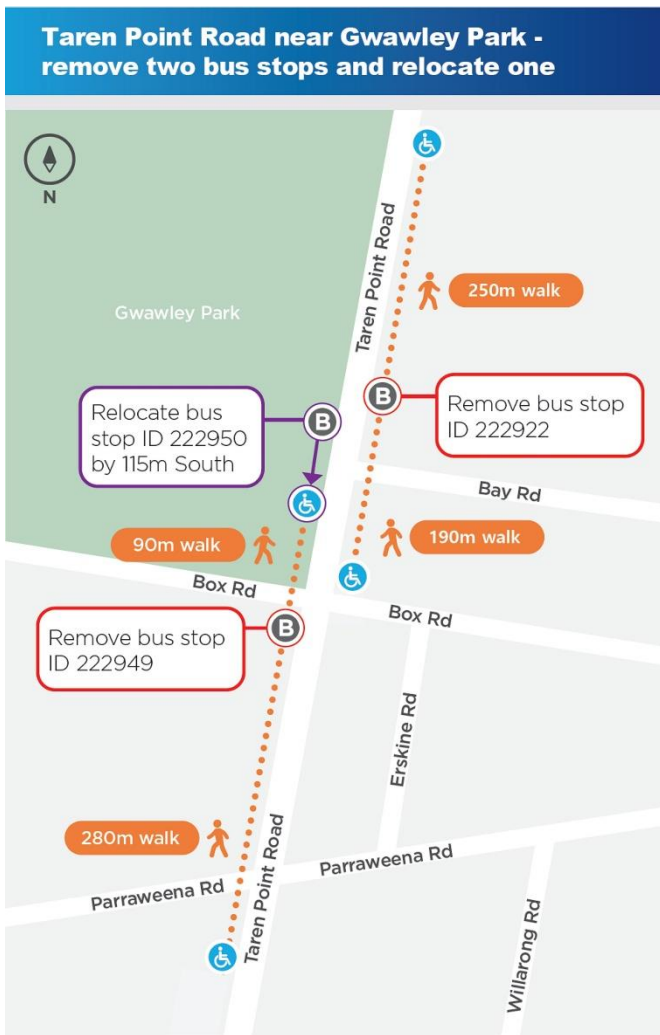 Taren Point Road near Gwawley Park -
remove two bus stops and relocate one
N
Taren Point Road
250m walk
Gwawley Park
Relocate bus
stop ID 222950
by 115m South
B
B
Remove bus stop
ID 222922
Bay Rd
90m walk
190m walk
Box Rd
Box Rd
Remove bus stop
ID 222949
B
Erskine Rd
280m walk
Taren Point Road
Parraweena Rd
Parraweena Rd
Willarong Rd